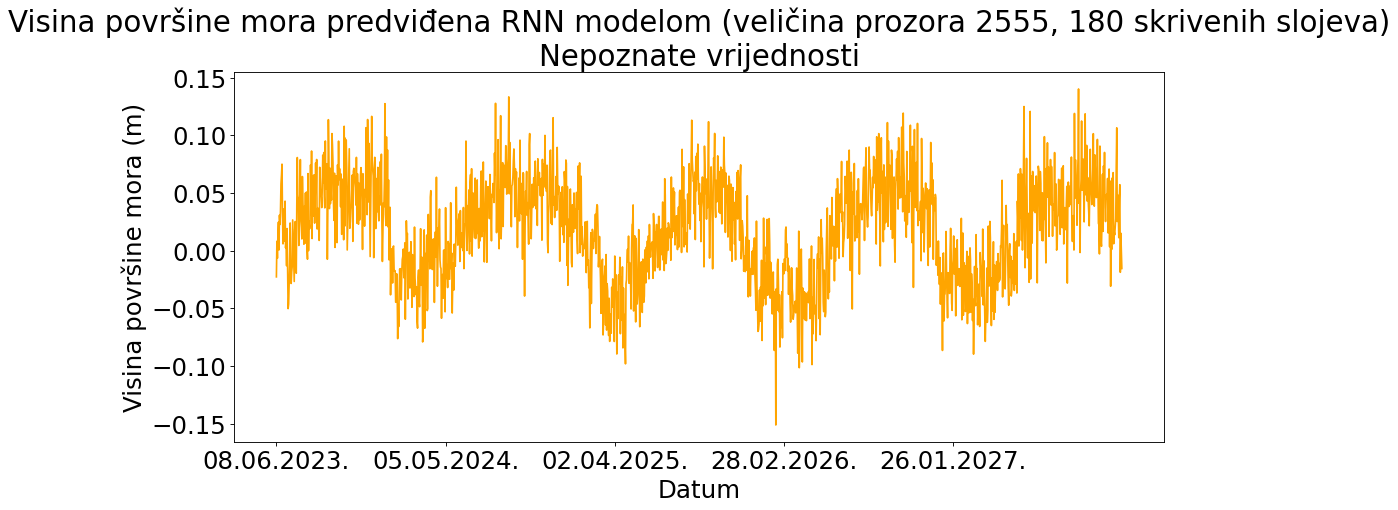 Visina površine mora predviđena RNN modelom (veličina prozora 2555, 180 skrivenih slojeva)
Nepoznate vrijednosti
Visina površine mora (m)
0.15
0.10
0.05
0.00
−0.05
−0.10
−0.15
08.06.2023. 05.05.2024. 02.04.2025. 28.02.2026. 26.01.2027.
Datum